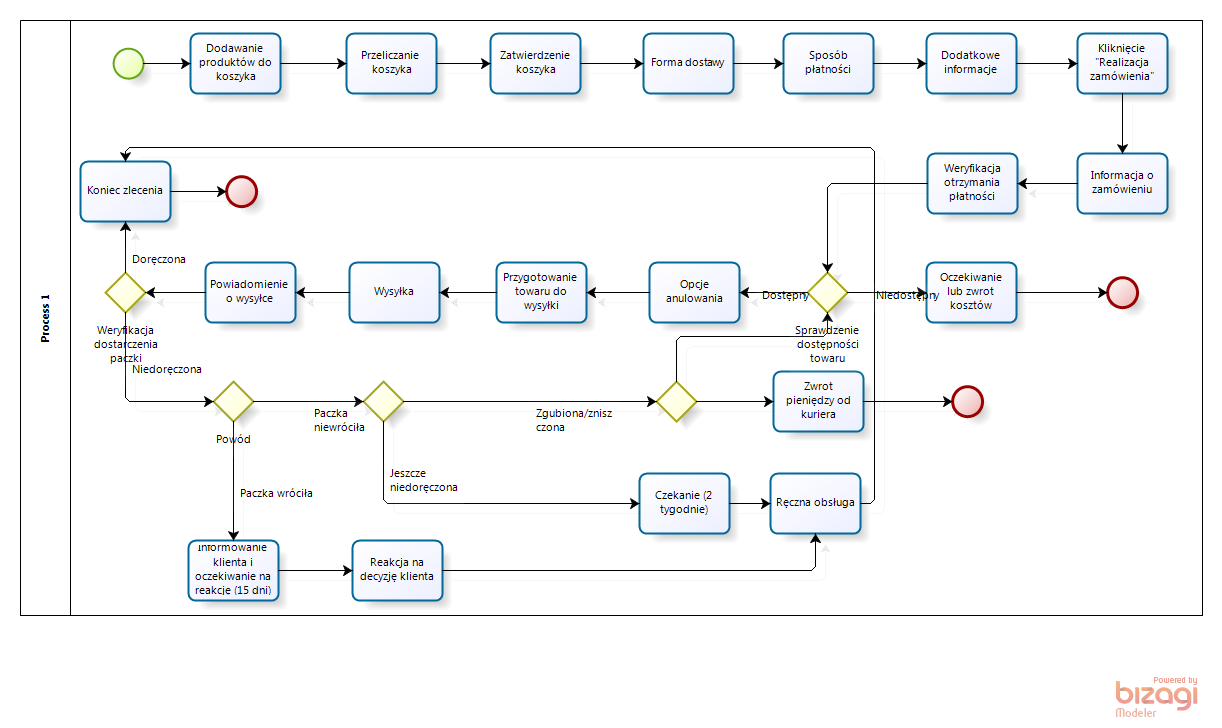 Process 1
Dodawanie
produktów do
koszyka
Przeliczanie
koszyka
Zatwierdzenie
koszyka
Forma dostawy
Sposób
płatności
Dodatkowe
informacje
Kliknięcie
"Realizacja
zamówienia"
Koniec zlecenia
Weryfikacja
otrzymania
płatności
Informacja o
zamówieniu
Doręczona
Powiadomienie
o wysyłce
Wysyłka
Przygotowanie
towaru do
wysyłki
Opcje
anulowania
Dostępny
Niedostępny
Oczekiwanie
lub zwrot
kosztów
Weryfikacja
dostarczenia
paczki
Sprawdzenie
dostępności
towaru
Niedoręczona
Powód
Paczka
niewróciła
Zgubiona/znisz
czona
Zwrot
pieniędzy od
kuriera
Jeszcze
niedoręczona
Paczka wróciła
Czekanie (2
tygodnie)
Ręczna obsługa
Informowanie
klienta i
oczekiwanie na
reakcję (15 dni)
Reakcja na
decyzję klienta
Powered by
bizagi
Modeler